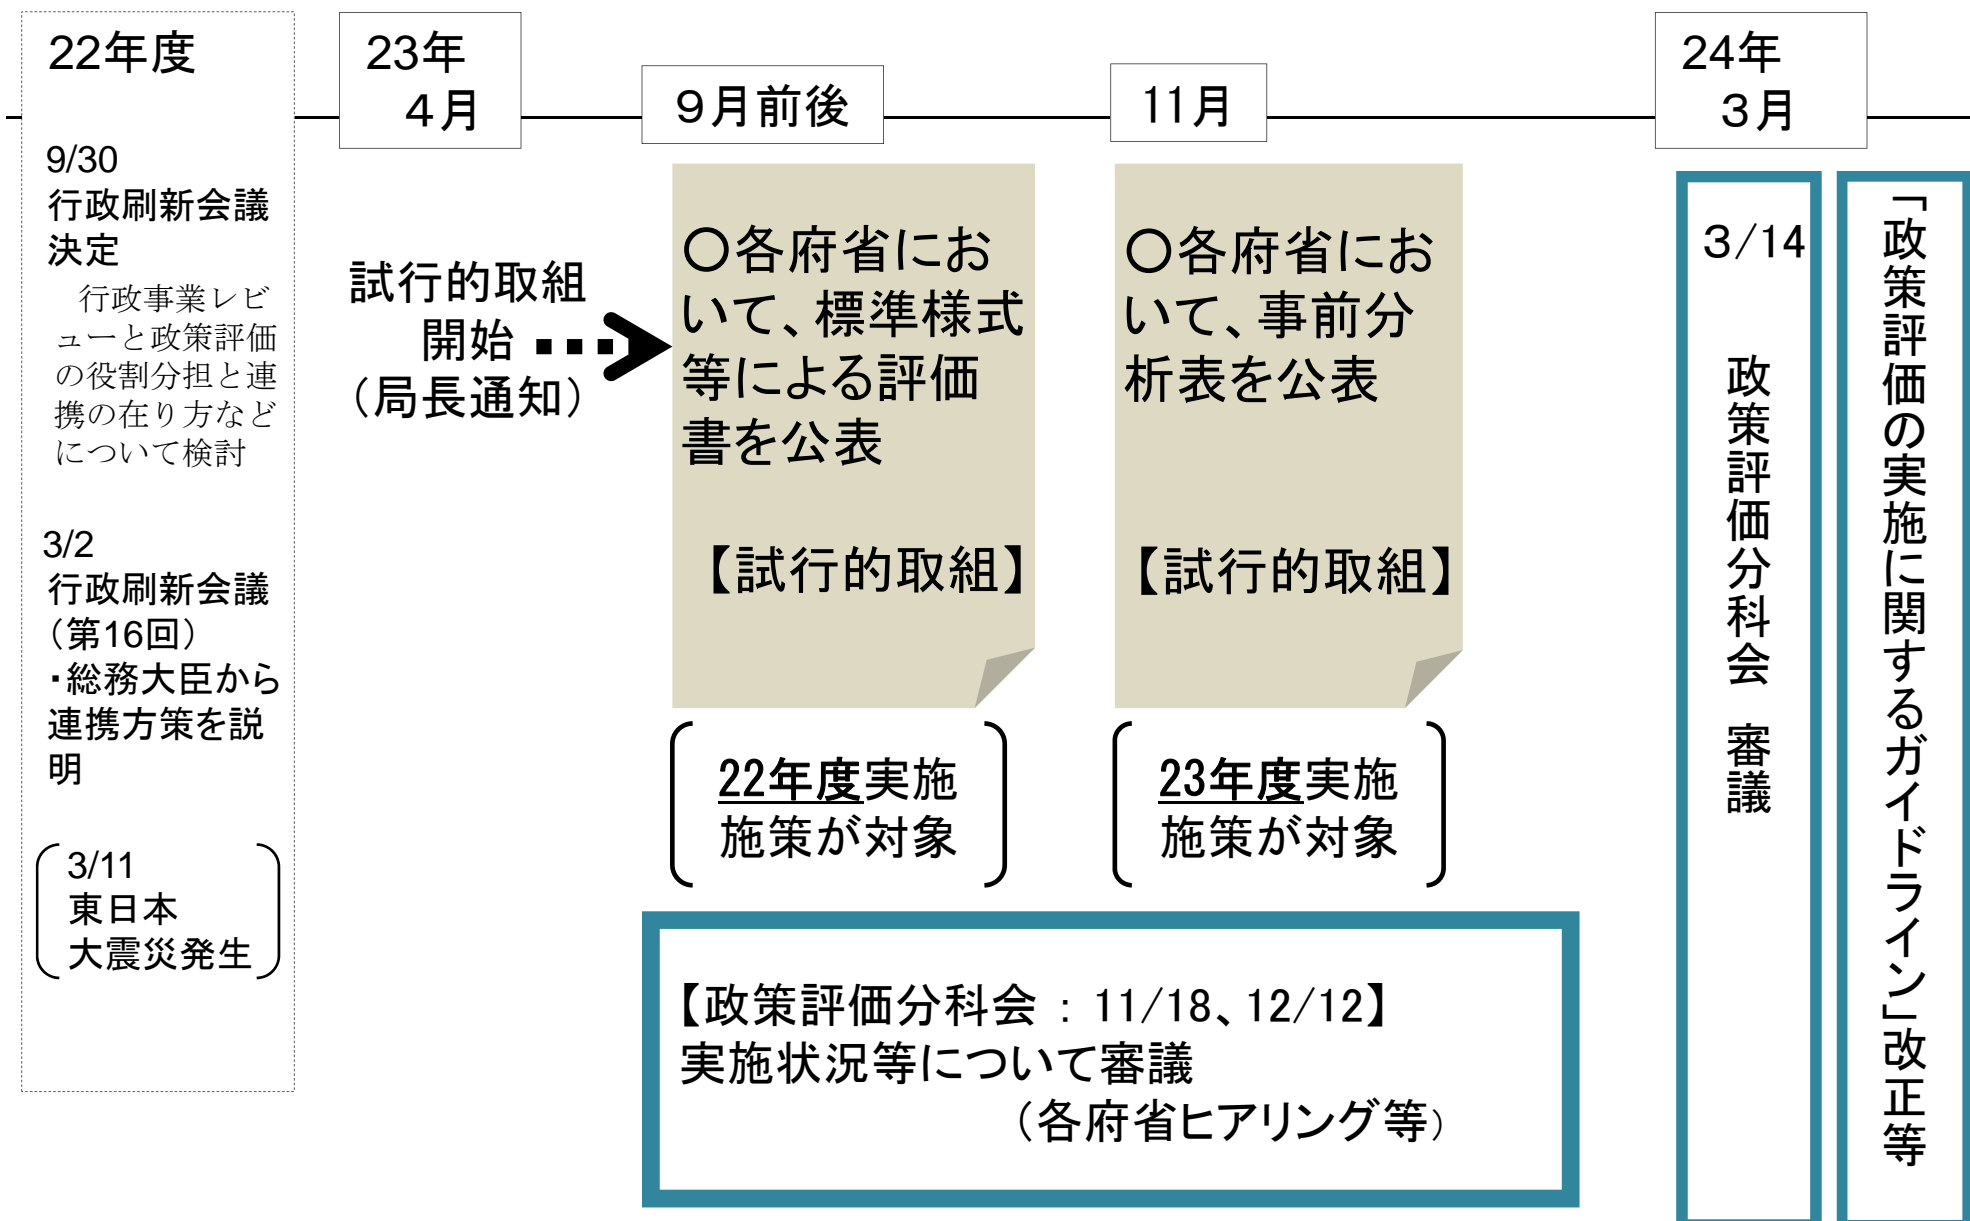 22年度
9/30
行政刷新会議
決定
行政事業レビ
ューと政策評価
の役割分担と連
携の在り方など
について検討
3/2
行政刷新会議
（第16回）
・総務大臣から
連携方策を説
明
3/11
東日本
大震災発生
23年
４月
試行的取組
開始
（局長通知）
９月前後
〇各府省にお
いて、標準様式
等による評価
書を公表
【試行的取組】
22年度実施
施策が対象
11月
〇各府省にお
いて、事前分
析表を公表
【試行的取組】
23年度実施
施策が対象
【政策評価分科会：11/18、12/12】
実施状況等について審議
（各府省ヒアリング等）
24年
３月
３/14
政策評価分科会　審議
「政策評価の実施に関するガイドライン」改正等